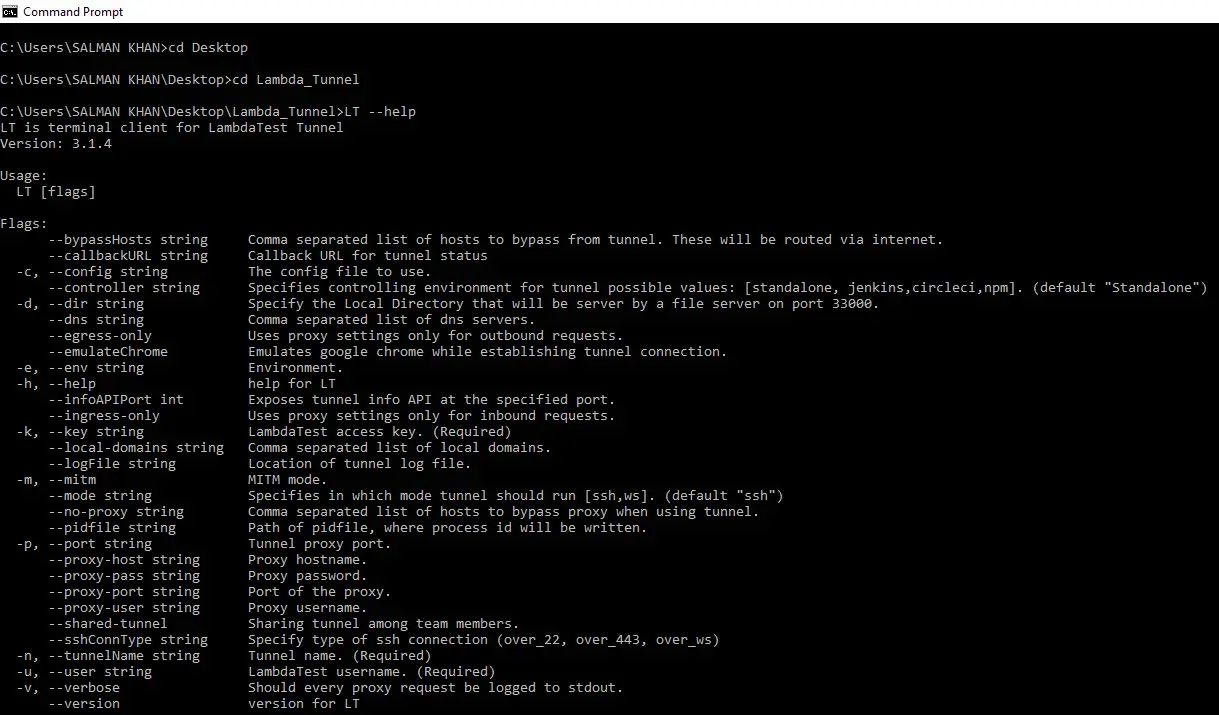 Command Prompt
C:\Users\SALMAN KHAN>cd Desktop
C:\Users\SALMAN KHAN\Desktop>cd Lambda_Tunnel
C:\Users\SALMAN KHAN\Desktop\Lambda_Tunnel>LT --help
LT is terminal client for LambdaTest Tunnel
Version: 3.1.4
Usage:
  LT [flags]
Flags:
      --bypassHosts string     Comma separated list of hosts to bypass from tunnel. These will be routed via internet.
      --callbackURL string     Callback URL for tunnel status
  -c, --config string          The config file to use.
      --controller string      Specifies controlling environment for tunnel possible values: [standalone, jenkins,circleci,npm]. (default "Standalone")
  -d, --dir string             Specify the Local Directory that will be server by a file server on port 33000.
      --dns string             Comma separated list of dns servers.
      --egress-only            Uses proxy settings only for outbound requests.
      --emulateChrome          Emulates google chrome while establishing tunnel connection.
  -e, --env string             Environment.
  -h, --help                   help for LT
      --infoAPIPort int        Exposes tunnel info API at the specified port.
      --ingress-only           Uses proxy settings only for inbound requests.
  -k, --key string             LambdaTest access key. (Required)
      --local-domains string   Comma separated list of local domains.
      --logFile string         Location of tunnel log file.
  -m, --mitm                   MITM mode.
      --mode string            Specifies in which mode tunnel should run [ssh,ws]. (default "ssh")
      --no-proxy string        Comma separated list of hosts to bypass proxy when using tunnel.
      --pidfile string         Path of pidfile, where process id will be written.
  -p, --port string            Tunnel proxy port.
      --proxy-host string      Proxy hostname.
      --proxy-pass string      Proxy password.
      --proxy-port string      Port of the proxy.
      --proxy-user string      Proxy username.
      --shared-tunnel          Sharing tunnel among team members.
      --sshConnType string     Specify type of ssh connection (over_22, over_443, over_ws)
  -n, --tunnelName string      Tunnel name. (Required)
  -u, --user string            LambdaTest username. (Required)
  -v, --verbose                Should every proxy request be logged to stdout.
      --version                version for LT